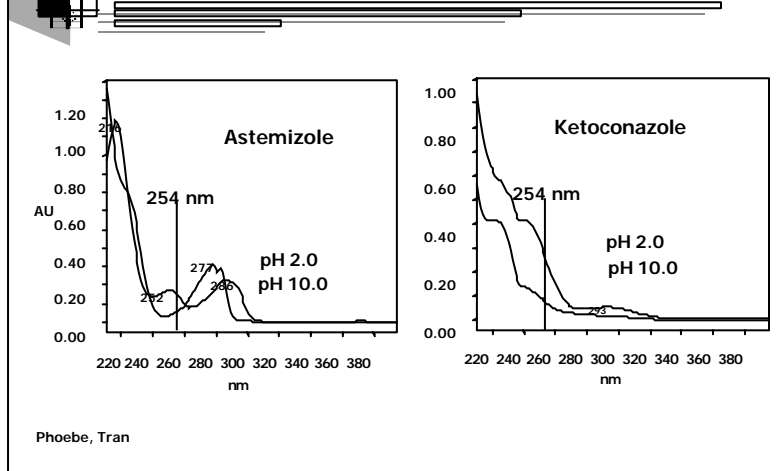 Astemizole
1.20
216
1.00
0.80
254 nm
AU
0.60
0.40
277
pH 2.0
286
pH 10.0
252
0.20
0.00
220 240 260 280 300 320 340 360 380
nm
Ketoconazole
1.00
0.80
0.60
254 nm
0.40
pH 2.0
pH 10.0
0.20
293
0.00
220 240 260 280 300 320 340 360 380
nm
Phoebe, Tran